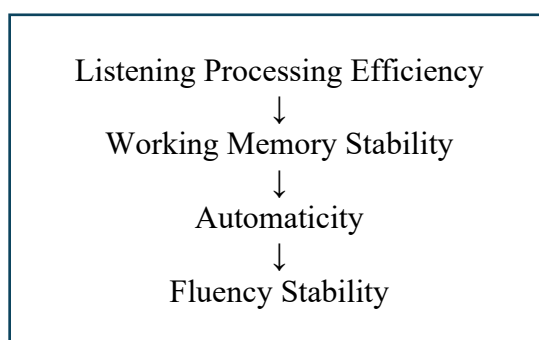 Listening Processing Efficiency
↓
Working Memory Stability
↓
Automaticity
↓
Fluency Stability